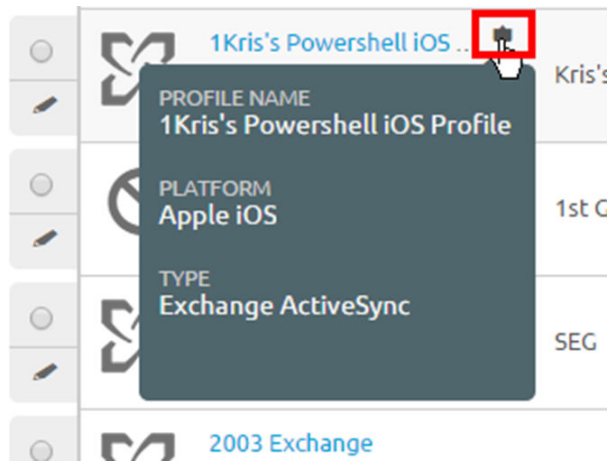 1Kris's Powershell iOS ...
Kris's
PROFILE NAME
1Kris's Powershell iOS Profile
PLATFORM
Apple iOS
1st
TYPE
Exchange ActiveSync
SEG
2003 Exchange